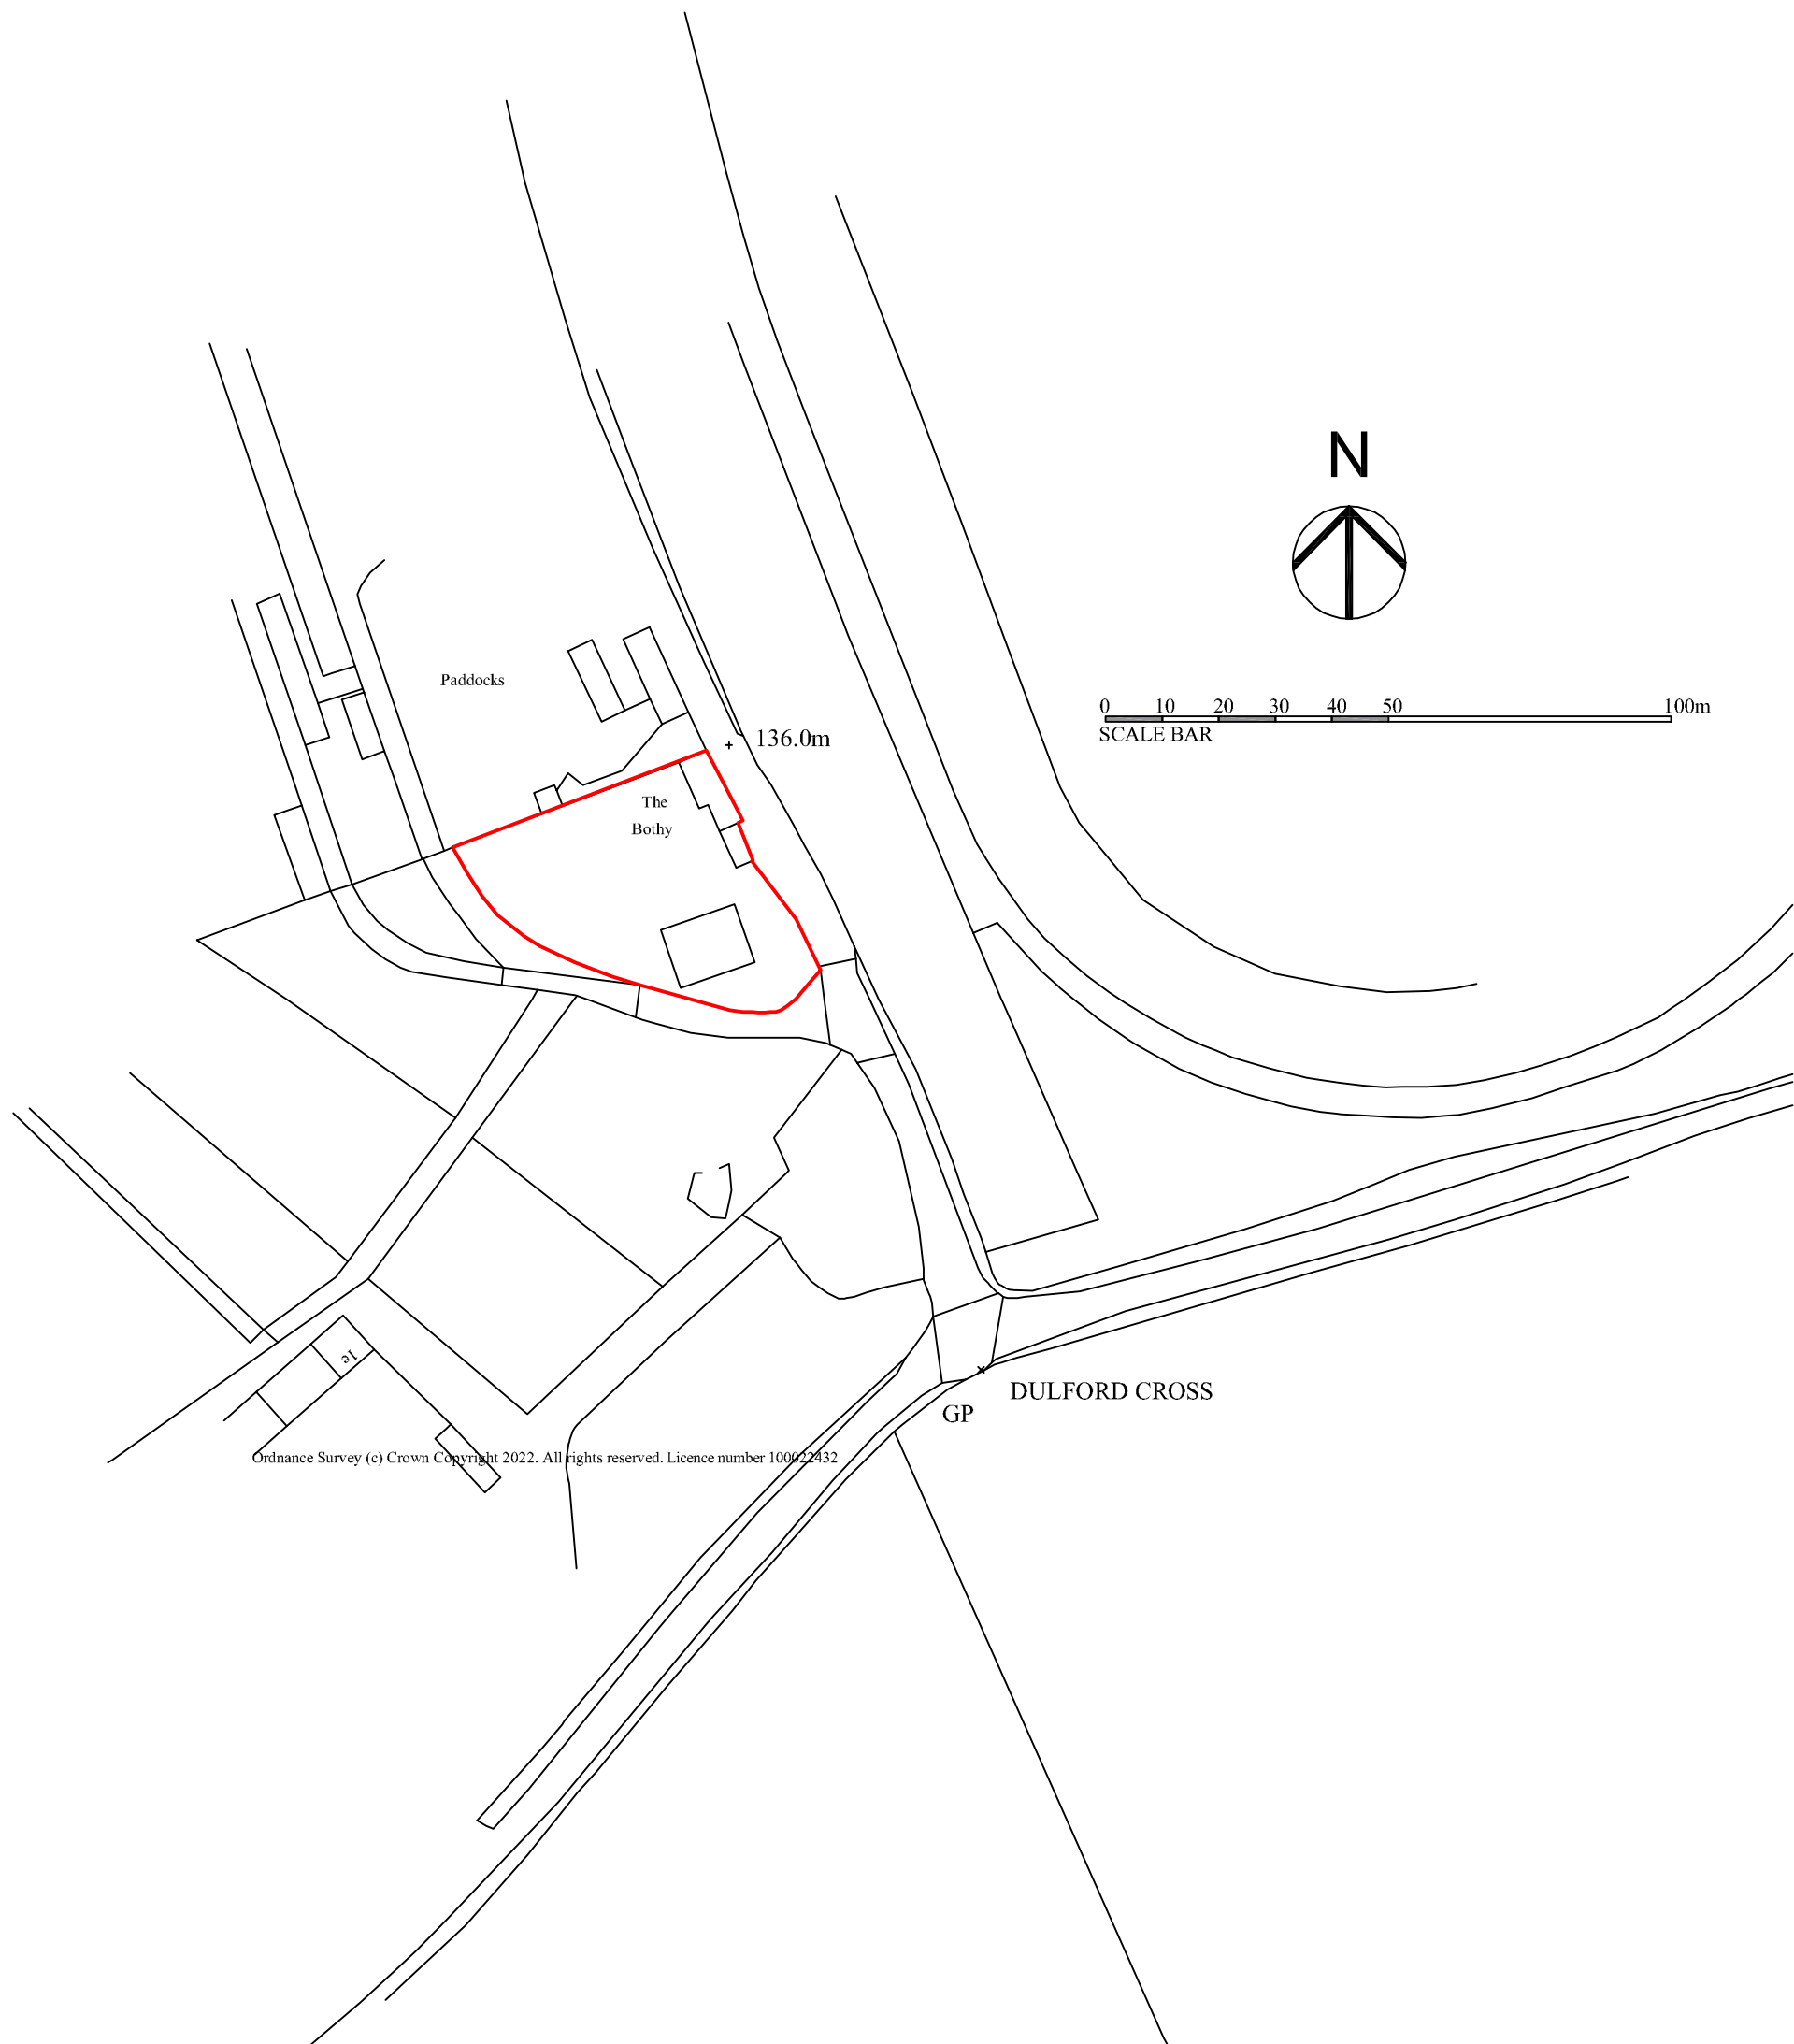 N
Paddocks
0 10 20 30 40 50 100m
SCALE BAR
136.0m
The
Bothy
1c
DULFORD CROSS
GP
Ordnance Survey (c) Crown Copyright 2022. All rights reserved. Licence number 100022432